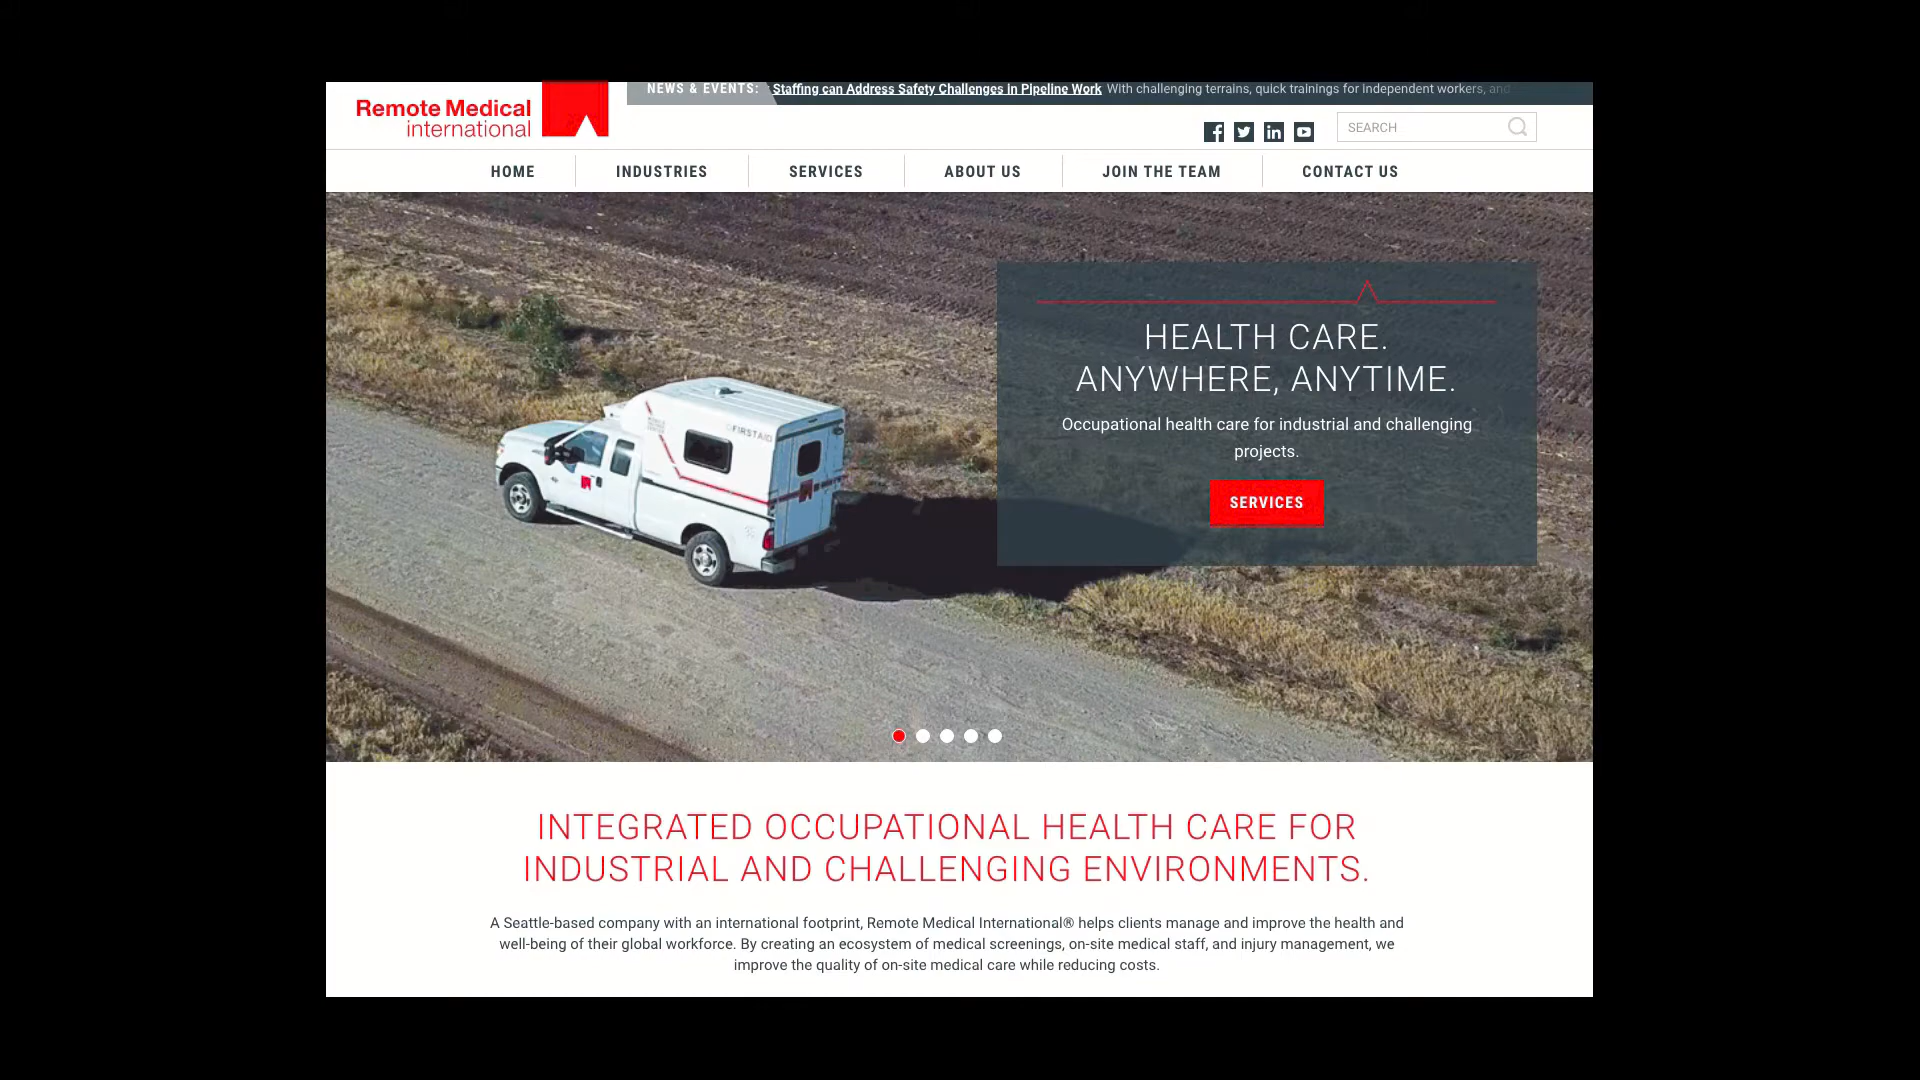 Remote Medical
international
NEWS & EVENTS:
Staffing can Address Safety Challenges in Pipeline Work With challenging terrains, quick trainings for independent workers, and
SEARCH
HOME
INDUSTRIES
SERVICES
ABOUT US
JOIN THE TEAM
CONTACT US
FIRSTAID
HEALTH CARE.
ANYWHERE, ANYTIME.
Occupational health care for industrial and challenging
projects.
SERVICES
INTEGRATED OCCUPATIONAL HEALTH CARE FOR
INDUSTRIAL AND CHALLENGING ENVIRONMENTS.
A Seattle-based company with an international footprint, Remote Medical International® helps clients manage and improve the health and
well-being of their global workforce. By creating an ecosystem of medical screenings, on-site medical staff, and injury management, we
improve the quality of on-site medical care while reducing costs.